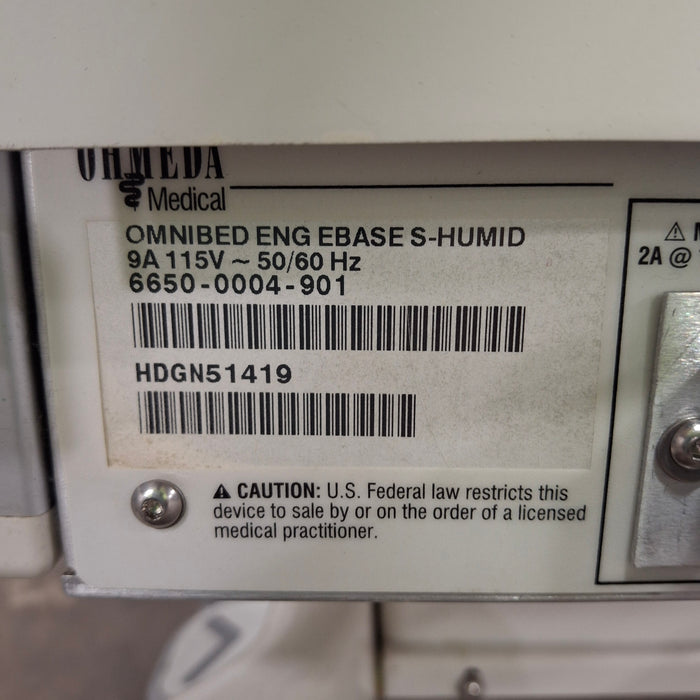 OHMEDA
Medical
OMNIBED ENG EBASE S-HUMID
9A 115V ~ 50/60 Hz
6650-0004-901
HDGN51419
⚠ CAUTION: U.S. Federal law restricts this
device to sale by or on the order of a licensed
medical practitioner.
⚠
2A @